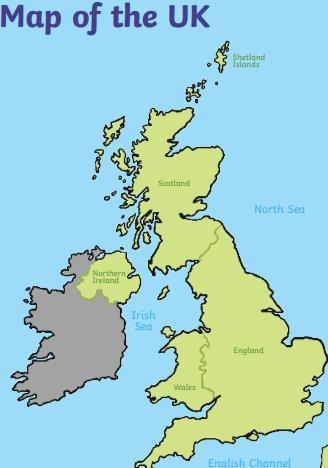 Map of the UK
Shetland
Islands
Scotland
North Sea
Northern
Ireland
Irish
Sea
England
Wales
English Channel